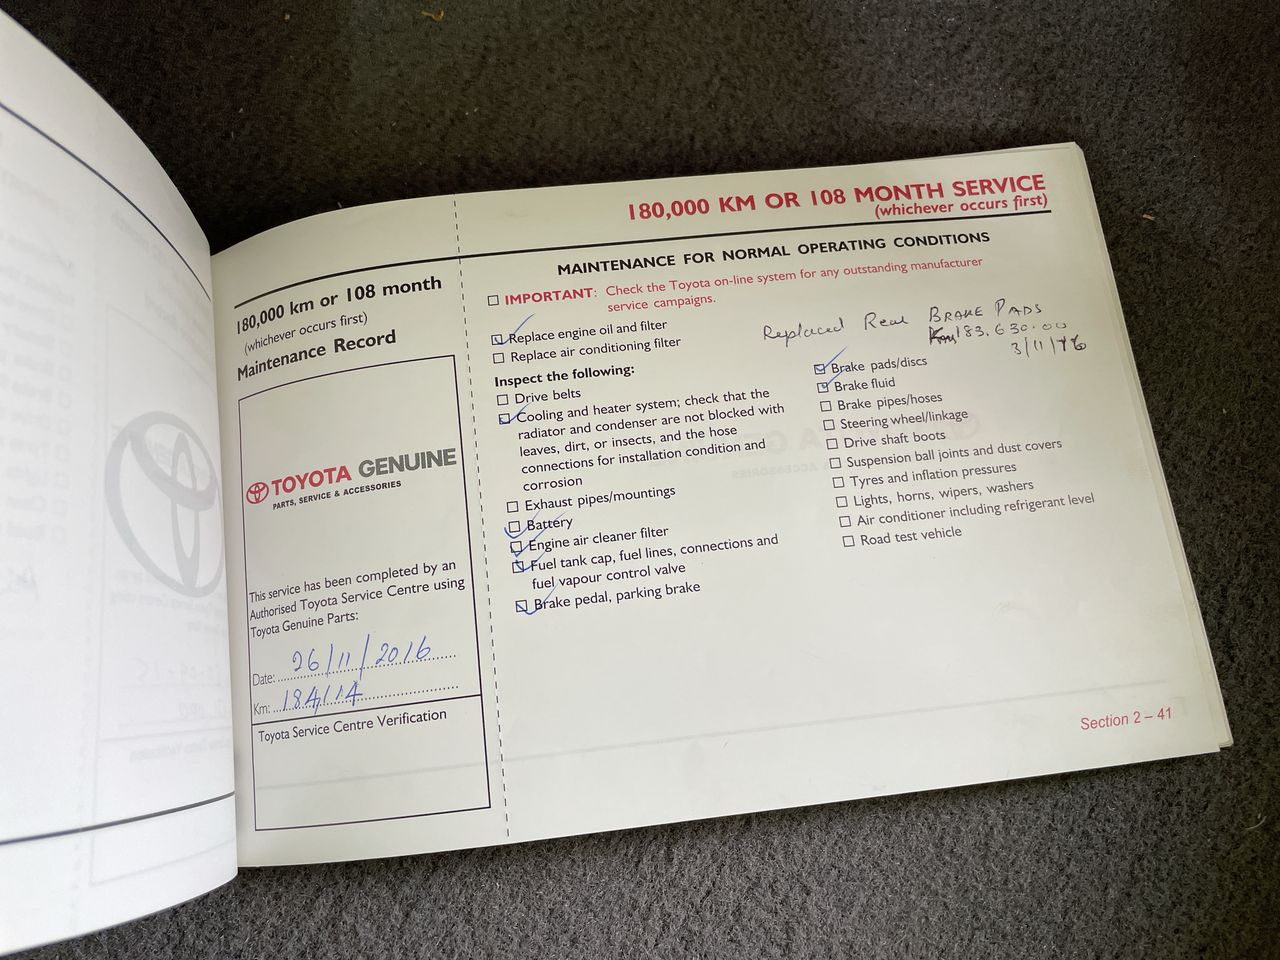 180,000 km or 108 month
(whichever occurs first)
Maintenance Record
TOYOTA GENUINE
PARTS, SERVICE & ACCESSORIES
This service has been completed by an
Authorised Toyota Service Centre using
Toyota Genuine Parts:
Date: 26/11/2016
Km: 184114
Toyota Service Centre Verification
180,000 KM OR 108 MONTH SERVICE
(whichever occurs first)
MAINTENANCE FOR NORMAL OPERATING CONDITIONS
IMPORTANT: Check the Toyota on-line system for any outstanding manufacturer
service campaigns.
Replace engine oil and filter
Replace air conditioning filter
Inspect the following:
Drive belts
Cooling and heater system; check that the
radiator and condenser are not blocked with
leaves, dirt, or insects, and the hose
connections for installation condition and
corrosion
Exhaust pipes/mountings
Battery
Engine air cleaner filter
Fuel tank cap, fuel lines, connections and
fuel vapour control valve
Brake pedal, parking brake
Replaced Rear BRAKE PADS
183.630.00
3/11/16
Brake pads/discs
Brake fluid
Brake pipes/hoses
Steering wheel/linkage
Drive shaft boots
Suspension ball joints and dust covers
Tyres and inflation pressures
Lights, horns, wipers, washers
Air conditioner including refrigerant level
Road test vehicle
Section 2 – 41